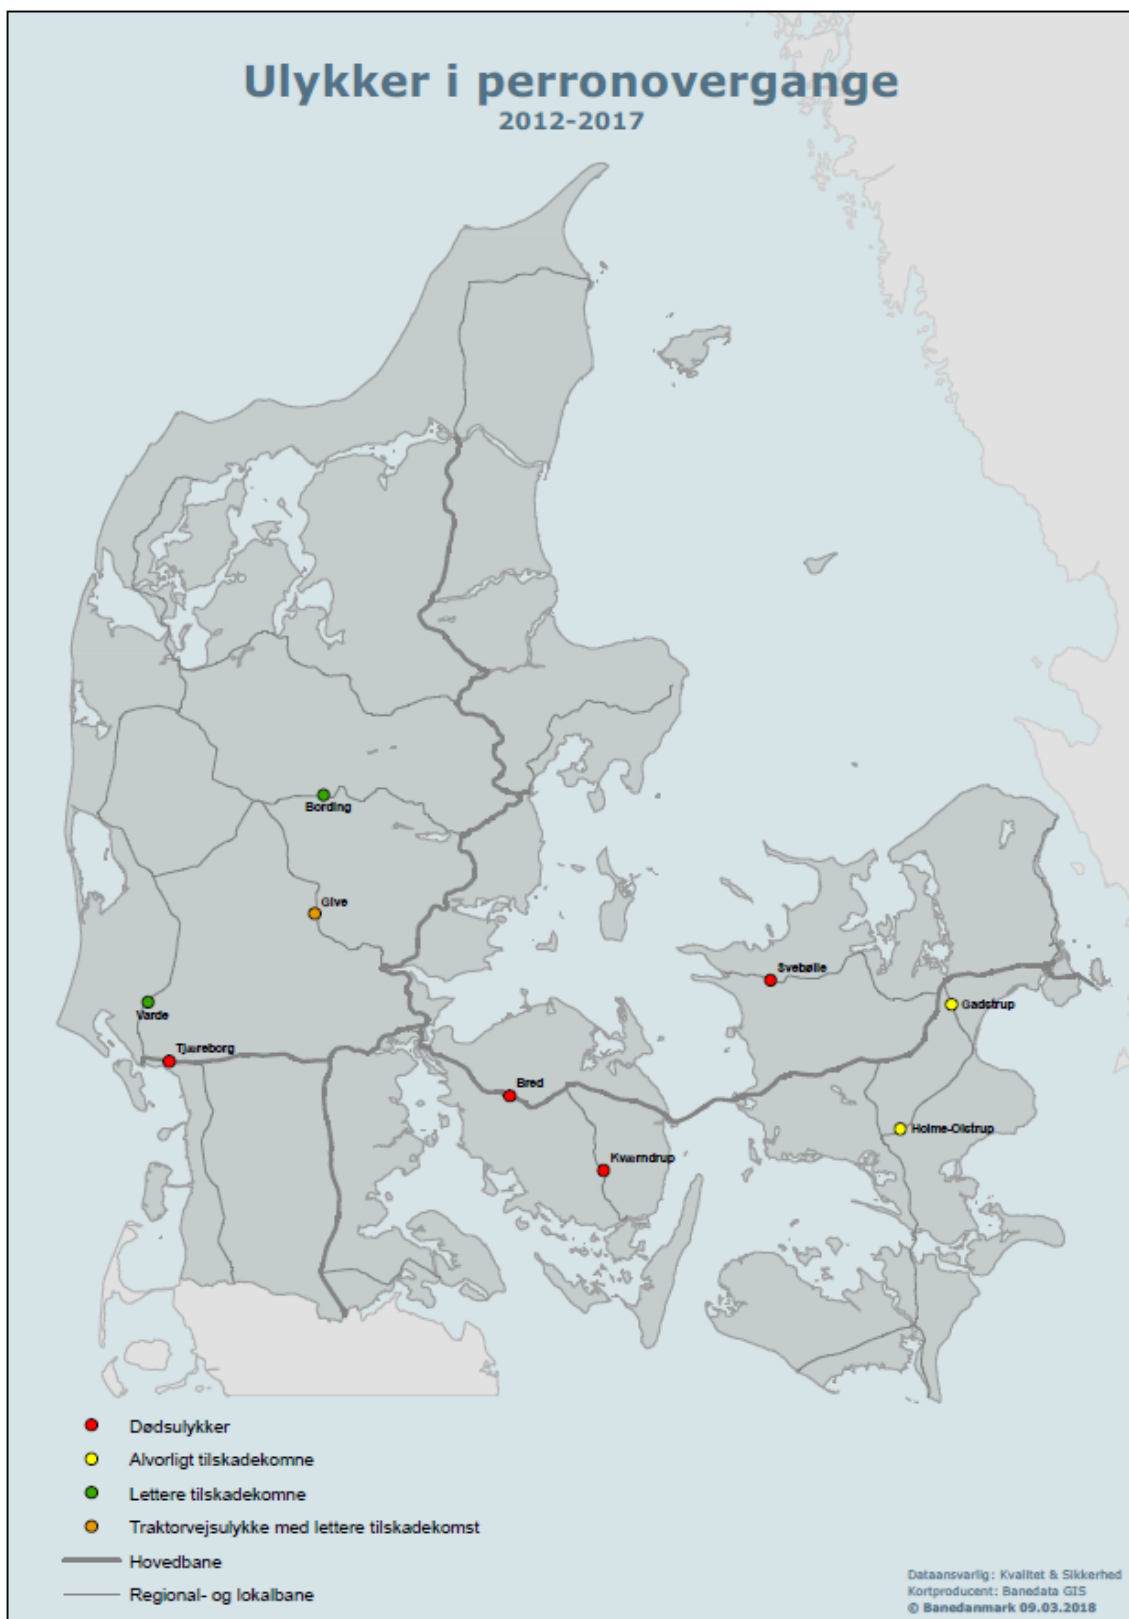 Ulykker i perronovergange
2012-2017
Bording
Give
Svebølle
Gadstrup
Varde
Tjæreborg
Bred
Holme-Olstrup
Kværndrup
Dødsulykker
Alvorligt tilskadekomne
Lettere tilskadekomne
Traktorvejsulykke med lettere tilskadekomst
Hovedbane
Regional- og lokalbane
Dataansvarlig: Kvalitet & Sikkerhed
Kortproducent: Banedata GIS
© Banedanmark 09.03.2018